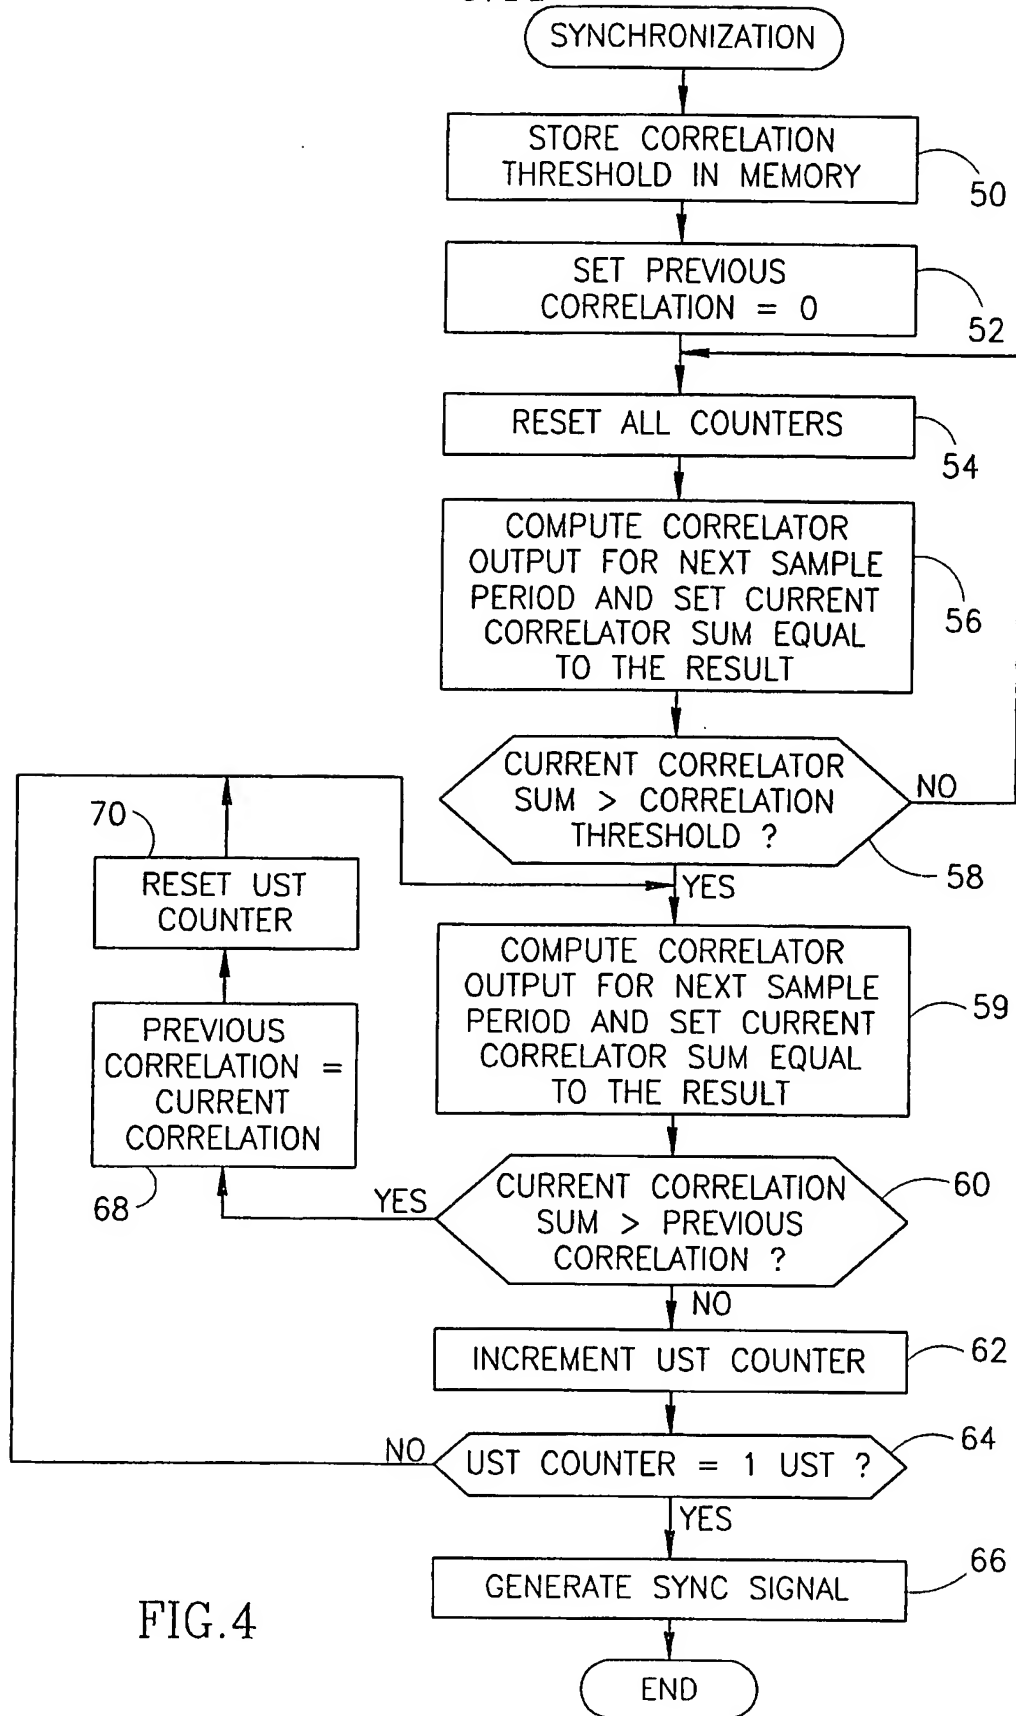 SYNCHRONIZATION
STORE CORRELATION
THRESHOLD IN MEMORY
50
SET PREVIOUS
CORRELATION = 0
52
RESET ALL COUNTERS
54
COMPUTE CORRELATOR
OUTPUT FOR NEXT SAMPLE
PERIOD AND SET CURRENT
CORRELATOR SUM EQUAL
TO THE RESULT
56
CURRENT CORRELATOR
SUM > CORRELATION
THRESHOLD ?
NO
58
YES
70
RESET UST
COUNTER
COMPUTE CORRELATOR
OUTPUT FOR NEXT SAMPLE
PERIOD AND SET CURRENT
CORRELATOR SUM EQUAL
TO THE RESULT
59
PREVIOUS
CORRELATION =
CURRENT
CORRELATION
68
YES
CURRENT CORRELATION
SUM > PREVIOUS
CORRELATION ?
60
NO
INCREMENT UST COUNTER
62
NO
UST COUNTER = 1 UST ?
64
YES
GENERATE SYNC SIGNAL
66
FIG.4
END